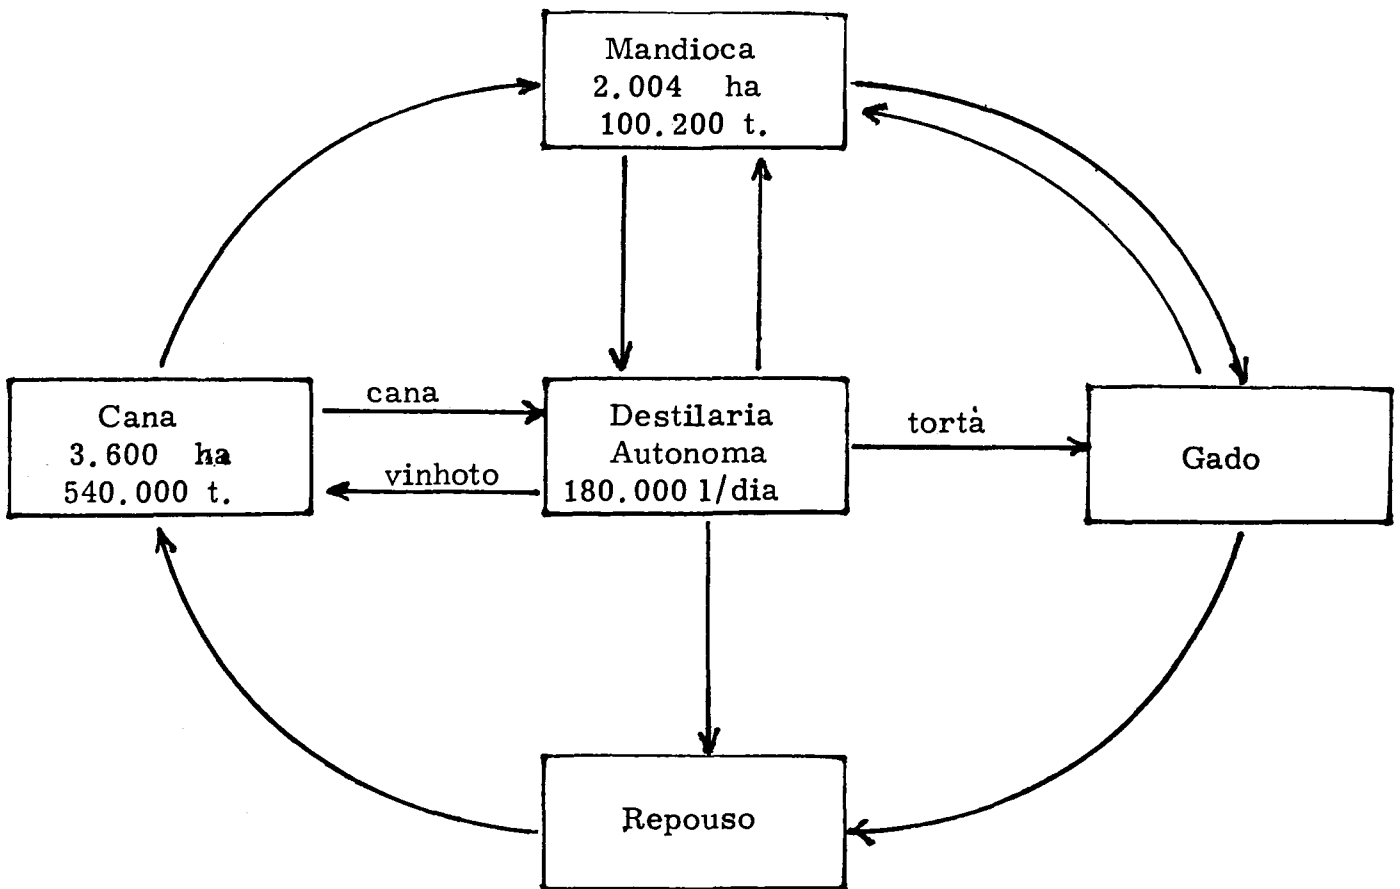 Mandioca
2.004 ha
100.200 t.
Cana
3.600 ha
540.000 t.
cana
vinhoto
Destilaria
Autonoma
180.000 l/dia
torta
Gado
Repouso